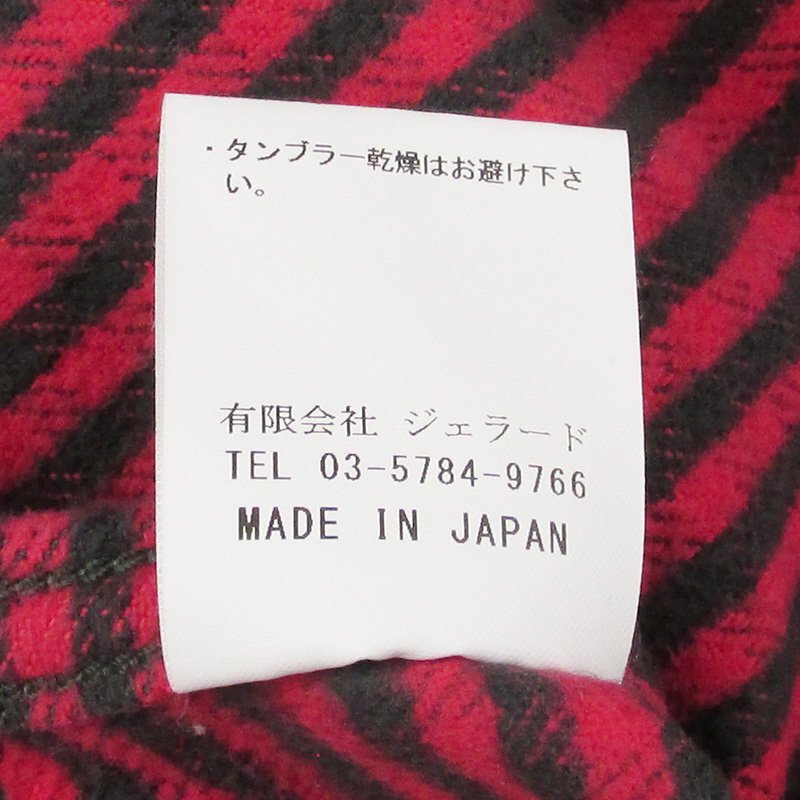 ・タンブラー乾燥はお避け下さ
い。
有限会社 ジェラード
TEL 03-5784-9766
MADE IN JAPAN